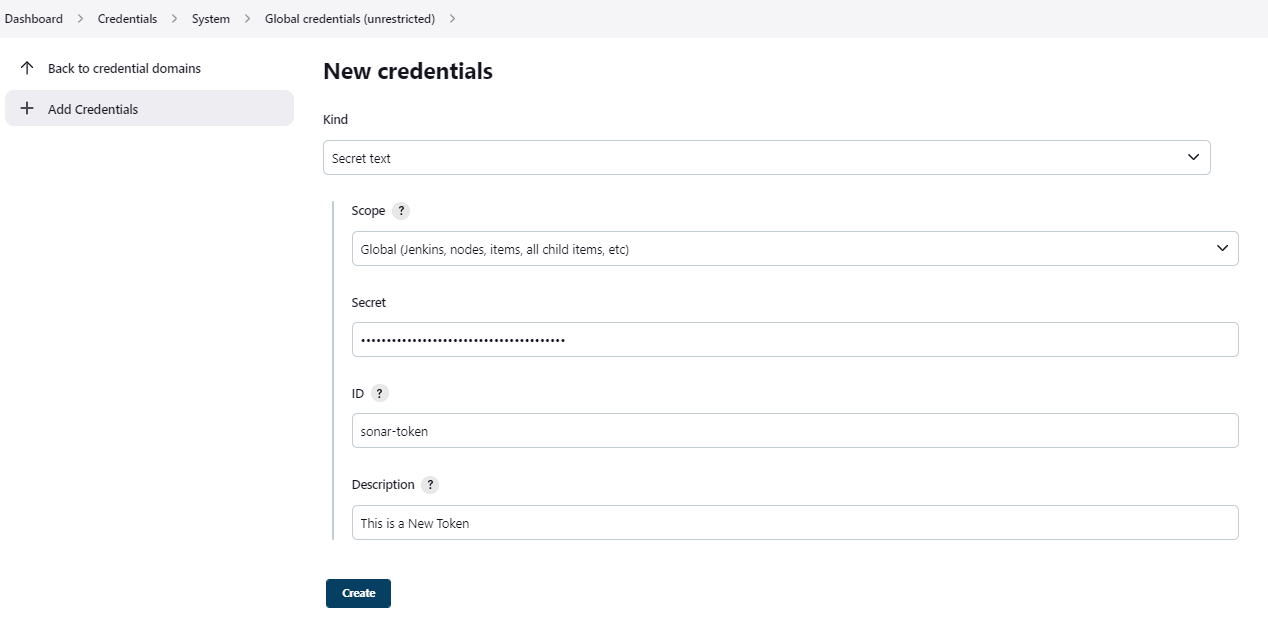 Dashboard > Credentials > System > Global credentials (unrestricted) >
Back to credential domains
Add Credentials
New credentials
Kind
Secret text
Scope ?
Global (Jenkins, nodes, items, all child items, etc)
Secret
••••••••••••••••••••••••••••••••••••••••
ID ?
sonar-token
Description ?
This is a New Token
Create